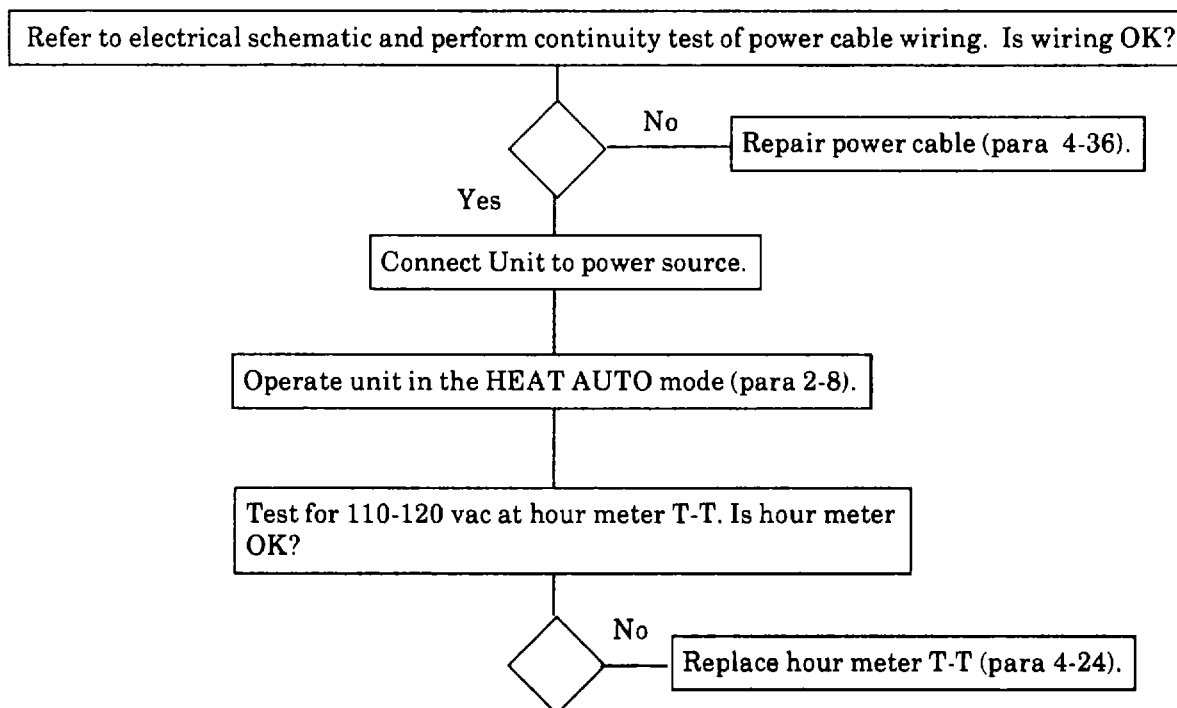 Refer to electrical schematic and perform continuity test of power cable wiring. Is wiring OK?
No
Repair power cable (para 4-36).
Yes
Connect Unit to power source.
Operate unit in the HEAT AUTO mode (para 2-8).
Test for 110-120 vac at hour meter T-T. Is hour meter
OK?
No
Replace hour meter T-T (para 4-24).